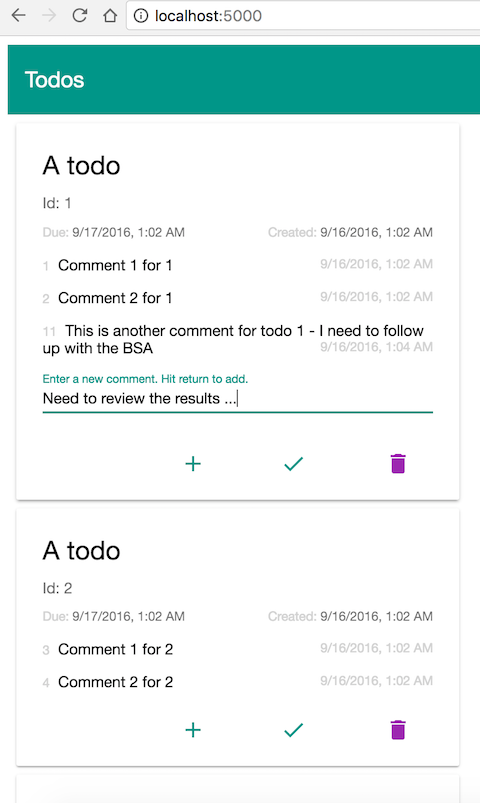 localhost:5000
Todos
A todo
Id: 1
Due: 9/17/2016, 1:02 AM Created: 9/16/2016, 1:02 AM
1 Comment 1 for 1 9/16/2016, 1:02 AM
2 Comment 2 for 1 9/16/2016, 1:02 AM
11 This is another comment for todo 1 - I need to follow
up with the BSA 9/16/2016, 1:04 AM
Enter a new comment. Hit return to add.
Need to review the results ...
A todo
Id: 2
Due: 9/17/2016, 1:02 AM Created: 9/16/2016, 1:02 AM
3 Comment 1 for 2 9/16/2016, 1:02 AM
4 Comment 2 for 2 9/16/2016, 1:02 AM